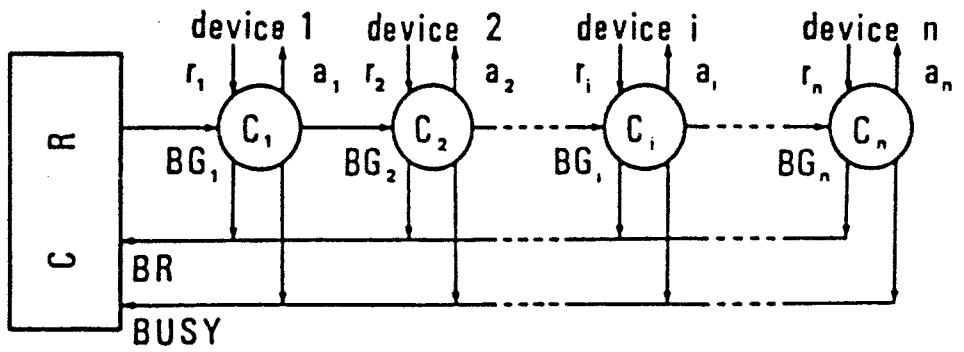 device 1 device 2 device i device n
r₁ a₁ r₂ a₂ rᵢ aᵢ rₙ aₙ
C₁ C₂ Cᵢ Cₙ
BG₁ BG₂ BGᵢ BGₙ
C R
BR
BUSY